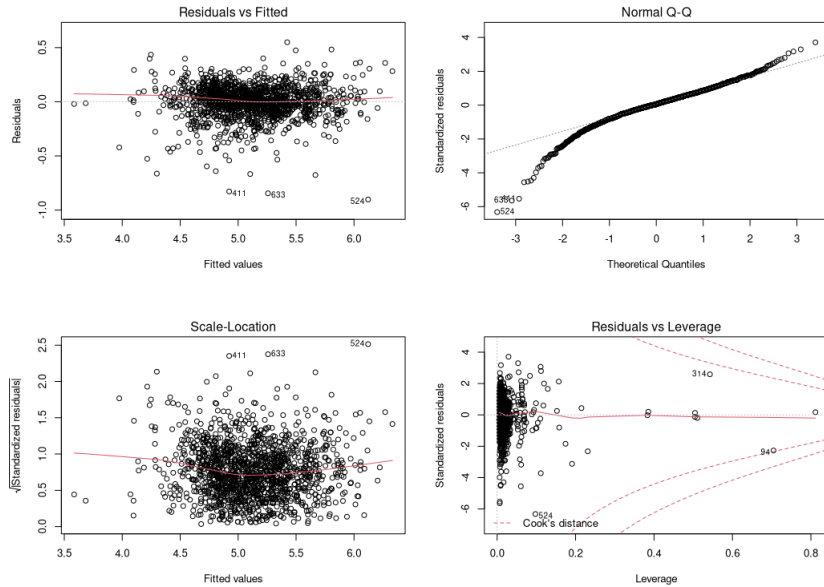 Residuals vs Fitted
Residuals
0.5
0.0
-0.5
-1.0
411
633
524
3.5 4.0 4.5 5.0 5.5 6.0
Fitted values
Normal Q-Q
Standardized residuals
4
2
0
-2
-4
-6
524
-3 -2 -1 0 1 2 3
Theoretical Quantiles
Scale-Location
√|Standardized residuals|
2.5
2.0
1.5
1.0
0.5
0.0
411
633
524
3.5 4.0 4.5 5.0 5.5 6.0
Fitted values
Residuals vs Leverage
Standardized residuals
4
2
0
-2
-4
-6
314
94
524
Cook's distance
0.0 0.2 0.4 0.6 0.8
Leverage